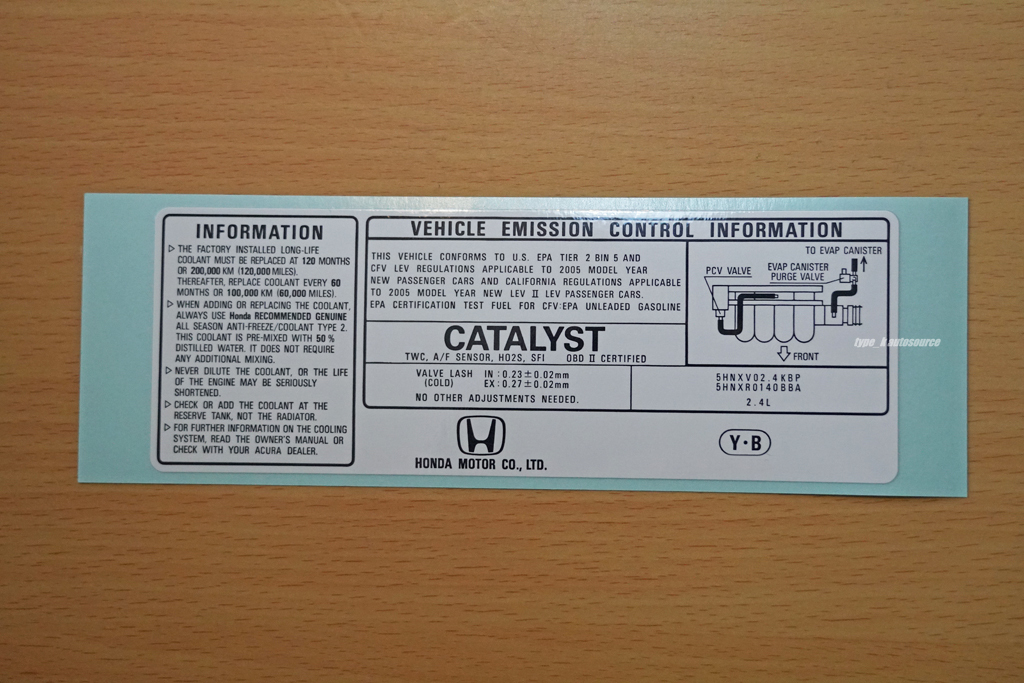 INFORMATION
▷ THE FACTORY INSTALLED LONG-LIFE
COOLANT MUST BE REPLACED AT 120 MONTHS
OR 200,000 KM (120,000 MILES).
THEREAFTER, REPLACE COOLANT EVERY 60
MONTHS OR 100,000 KM (60,000 MILES).
▷ WHEN ADDING OR REPLACING THE COOLANT,
ALWAYS USE Honda RECOMMENDED GENUINE
ALL SEASON ANTI-FREEZE/COOLANT TYPE 2.
THIS COOLANT IS PRE-MIXED WITH 50 %
DISTILLED WATER. IT DOES NOT REQUIRE
ANY ADDITIONAL MIXING.
▷ NEVER DILUTE THE COOLANT, OR THE LIFE
OF THE ENGINE MAY BE SERIOUSLY
SHORTENED.
▷ CHECK OR ADD THE COOLANT AT THE
RESERVE TANK, NOT THE RADIATOR.
▷ FOR FURTHER INFORMATION ON THE COOLING
SYSTEM, READ THE OWNER'S MANUAL OR
CHECK WITH YOUR ACURA DEALER.
VEHICLE EMISSION CONTROL INFORMATION
THIS VEHICLE CONFORMS TO U.S. EPA TIER 2 BIN 5 AND
CFV LEV REGULATIONS APPLICABLE TO 2005 MODEL YEAR
NEW PASSENGER CARS AND CALIFORNIA REGULATIONS APPLICABLE
TO 2005 MODEL YEAR NEW LEV II LEV PASSENGER CARS.
EPA CERTIFICATION TEST FUEL FOR CFV:EPA UNLEADED GASOLINE
CATALYST
TWC, A/F SENSOR, HO2S, SFI OBD II CERTIFIED
VALVE LASH IN : 0.23 ± 0.02mm
(COLD) EX : 0.27 ± 0.02mm
NO OTHER ADJUSTMENTS NEEDED.
TO EVAP CANISTER
EVAP CANISTER
PURGE VALVE
PCV VALVE
FRONT
type_k autosource
5HNXV02.4KBP
5HNXR0140BBA
2.4L
HONDA MOTOR CO., LTD.
Y·B